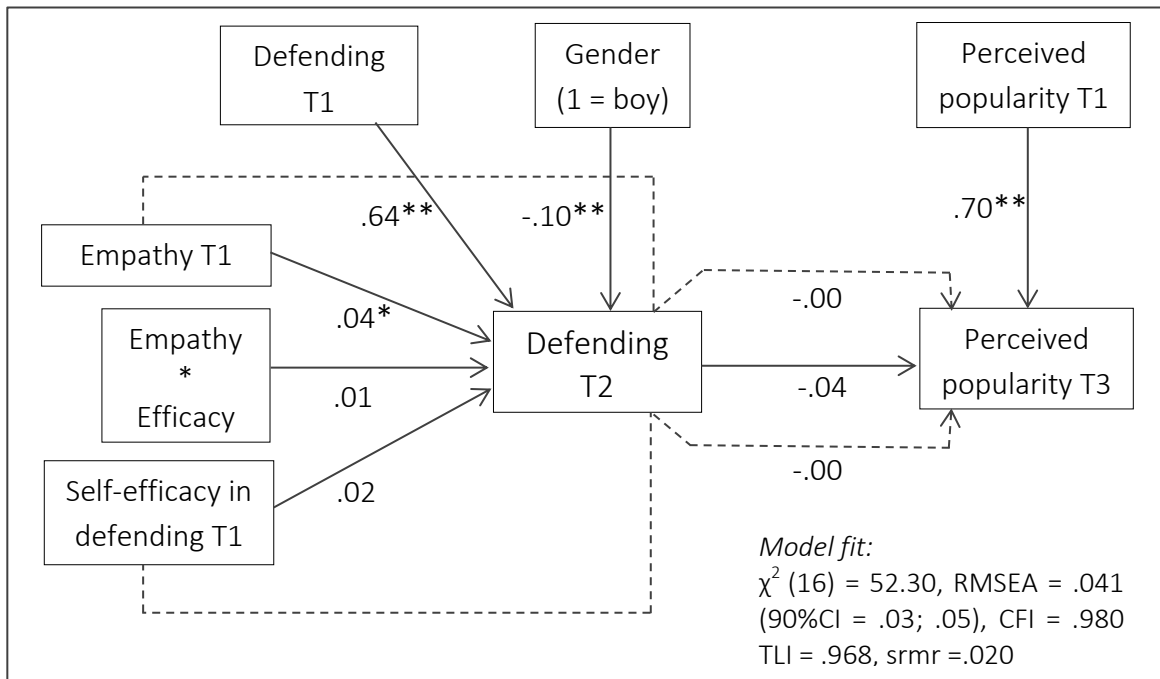 Defending
T1
Gender
(1 = boy)
Perceived
popularity T1
.64**
-.10**
.70**
Empathy T1
.04*
-.00
Empathy
*
Efficacy
.01
Defending
T2
-.04
Perceived
popularity T3
Self-efficacy in
defending T1
.02
-.00
Model fit:
χ² (16) = 52.30, RMSEA = .041
(90%CI = .03; .05), CFI = .980
TLI = .968, srmr =.020